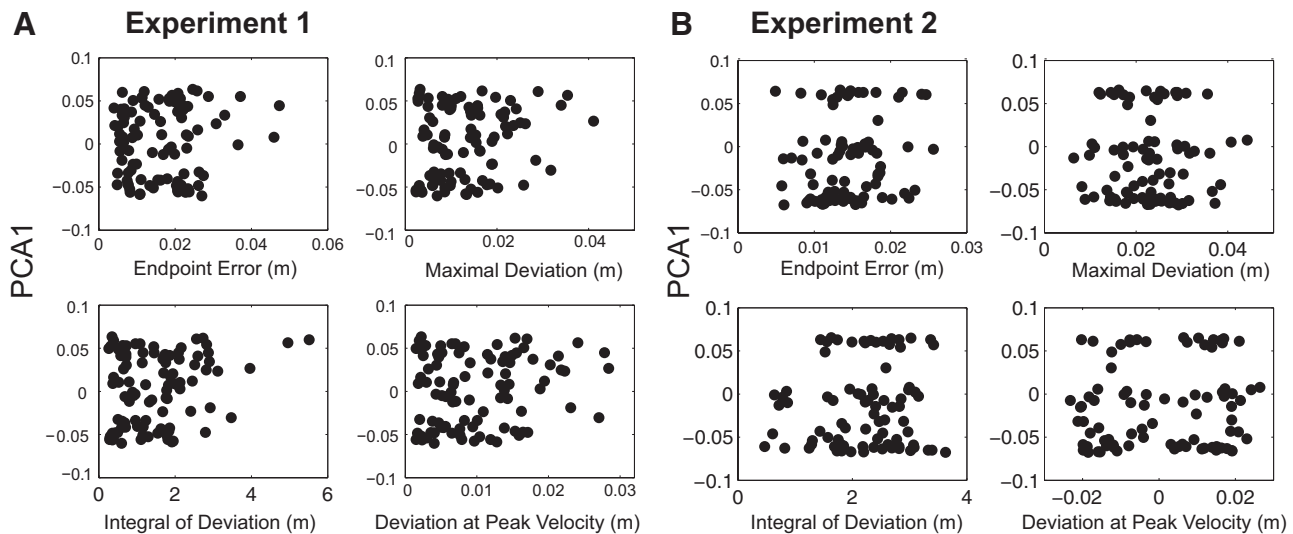 A Experiment 1
B Experiment 2
PCA1
0.1
0.05
0
−0.05
−0.1
0 0.02 0.04 0.06
Endpoint Error (m)
0.1
0.05
0
−0.05
−0.1
0 0.02 0.04
Maximal Deviation (m)
0.1
0.05
0
−0.05
−0.1
0 2 4 6
Integral of Deviation (m)
0.1
0.05
0
−0.05
−0.1
0 0.01 0.02 0.03
Deviation at Peak Velocity (m)
PCA1
0.1
0.05
0
−0.05
−0.1
0 0.01 0.02 0.03
Endpoint Error (m)
0.1
0.05
0
−0.05
−0.1
0 0.02 0.04
Maximal Deviation (m)
0.1
0.05
0
−0.05
−0.1
0 2 4
Integral of Deviation (m)
0.1
0.05
0
−0.05
−0.1
−0.02 0 0.02
Deviation at Peak Velocity (m)